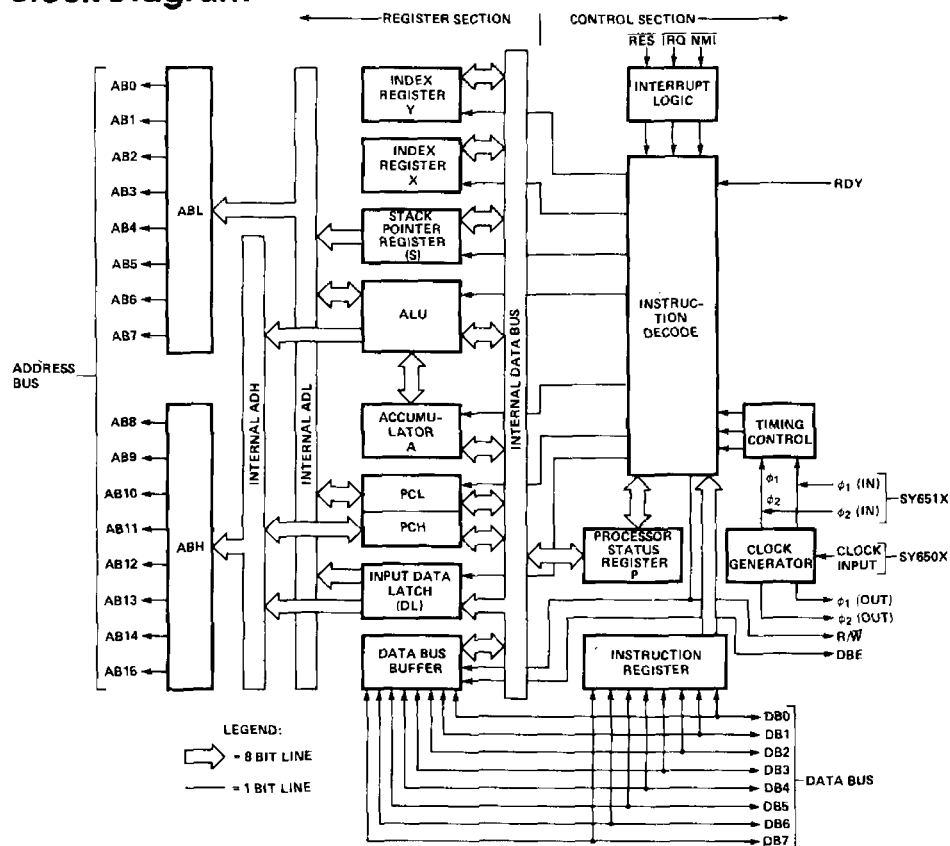 REGISTER SECTION
CONTROL SECTION
RES IRQ NMI
INTERRUPT
LOGIC
INDEX
REGISTER
Y
INDEX
REGISTER
X
STACK
POINTER
REGISTER
(S)
ALU
ACCUMU-
LATOR
A
PCL
PCH
INPUT DATA
LATCH
(DL)
DATA BUS
BUFFER
AB0
AB1
AB2
AB3
AB4
AB5
AB6
AB7
ABL
ADDRESS
BUS
AB8
AB9
AB10
AB11
AB12
AB13
AB14
AB15
ABH
INTERNAL ADH
INTERNAL ADL
INTERNAL DATA BUS
INSTRUC-
TION
DECODE
RDY
TIMING
CONTROL
ϕ1
ϕ2
ϕ1 (IN)
ϕ2 (IN)
SY651X
PROCESSOR
STATUS
REGISTER
P
CLOCK
GENERATOR
CLOCK
INPUT
SY650X
ϕ1 (OUT)
ϕ2 (OUT)
R/W
DBE
INSTRUCTION
REGISTER
DB0
DB1
DB2
DB3
DB4
DB5
DB6
DB7
DATA BUS
LEGEND:
= 8 BIT LINE
= 1 BIT LINE